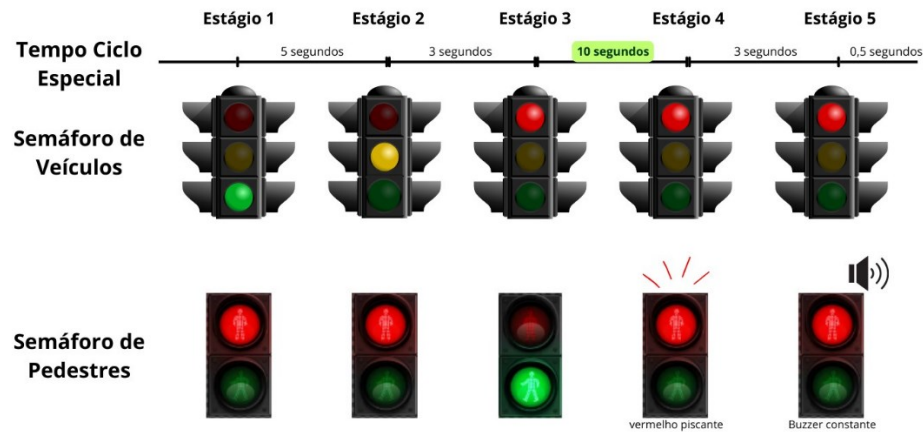 Estágio 1
Estágio 2
Estágio 3
Estágio 4
Estágio 5
Tempo Ciclo
Especial
5 segundos
3 segundos
10 segundos
3 segundos
0,5 segundos
Semáforo de
Veículos
Semáforo de
Pedestres
vermelho piscante
Buzzer constante